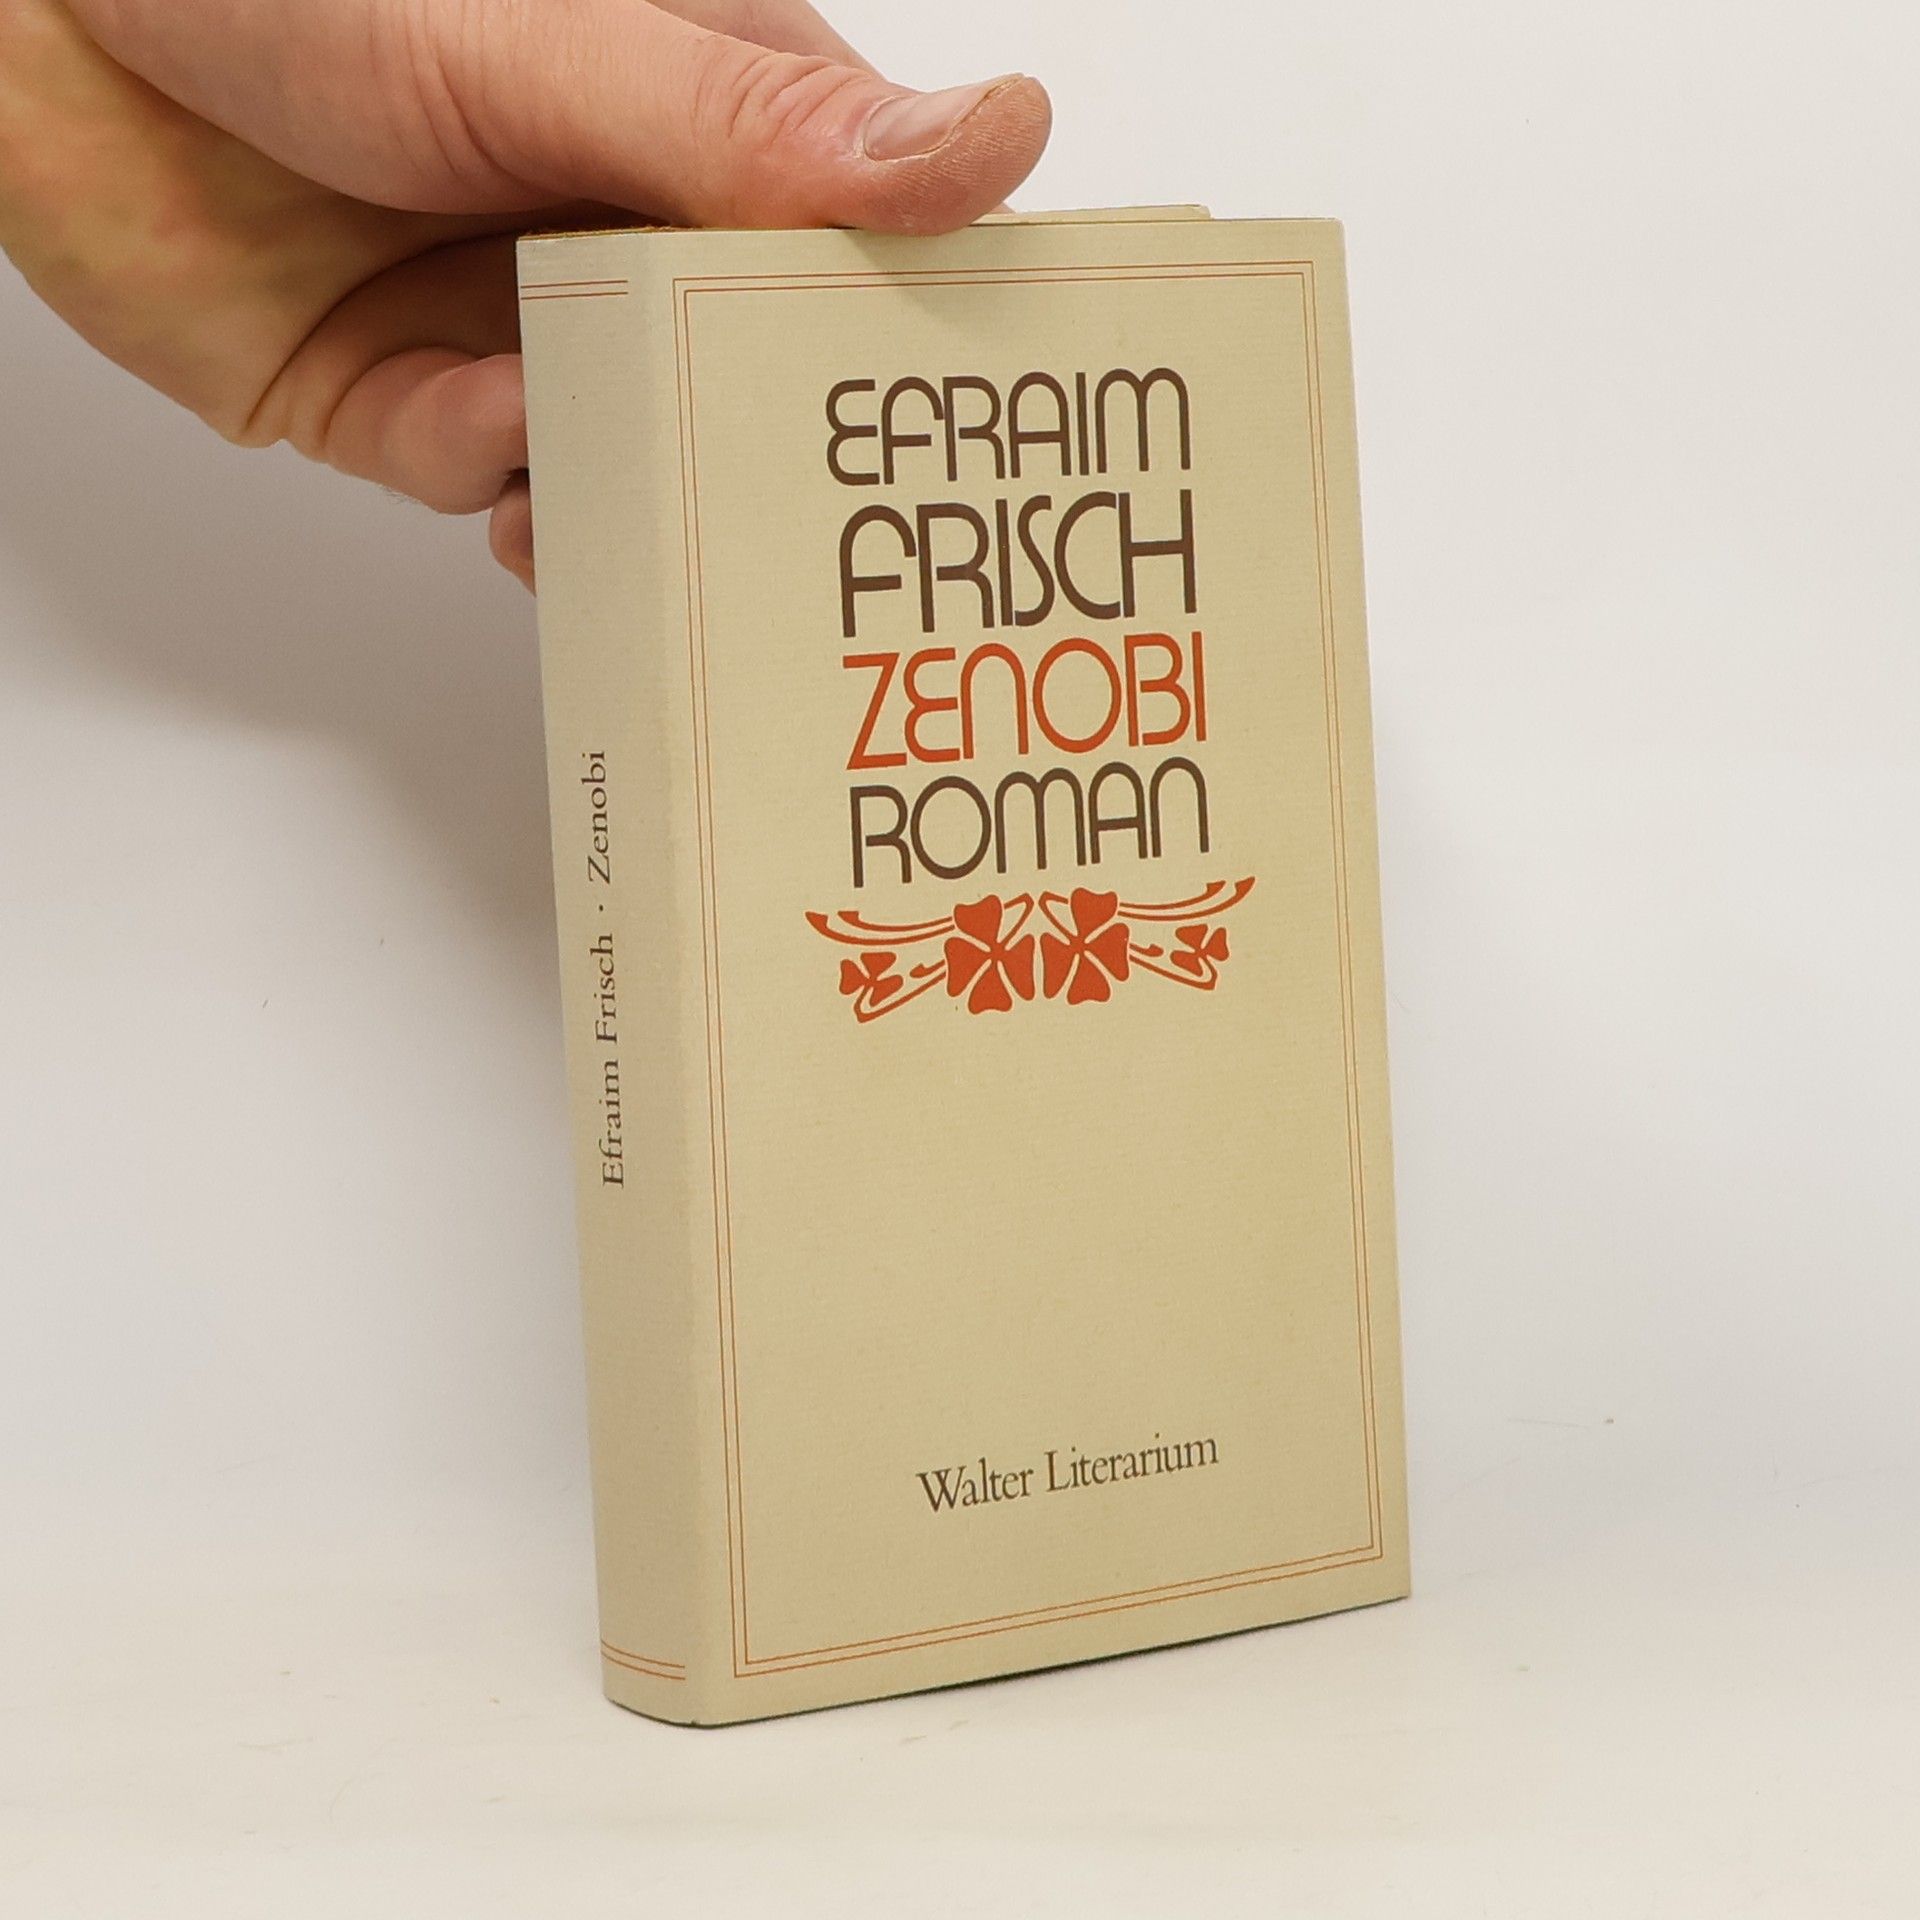 EFRAIM
FRISCH
ZENOBI
ROMAN
Walter Literarium
Efraim Frisch · Zenobi